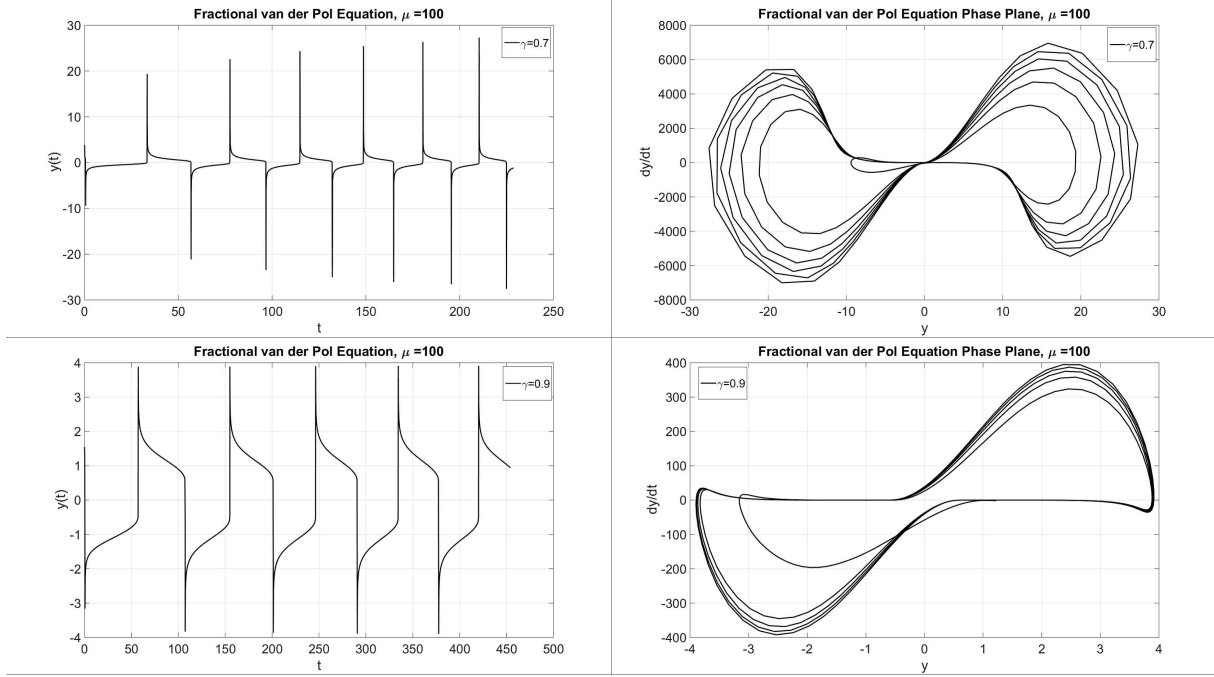 Fractional van der Pol Equation, μ =100
30
20
10
0
-10
-20
-30
y(t)
γ=0.7
0 50 100 150 200 250
t
Fractional van der Pol Equation Phase Plane, μ =100
8000
6000
4000
2000
0
-2000
-4000
-6000
8000
dy/dt
γ=0.7
-30 -20 -10 0 10 20 30
y
Fractional van der Pol Equation, μ =100
4
3
2
1
0
-1
-2
-3
-4
y(t)
γ=0.9
0 50 100 150 200 250 300 350 400 450 500
t
Fractional van der Pol Equation Phase Plane, μ =100
400
300
200
100
0
-100
-200
-300
-400
dy/dt
γ=0.9
-4 -3 -2 -1 0 1 2 3 4
y